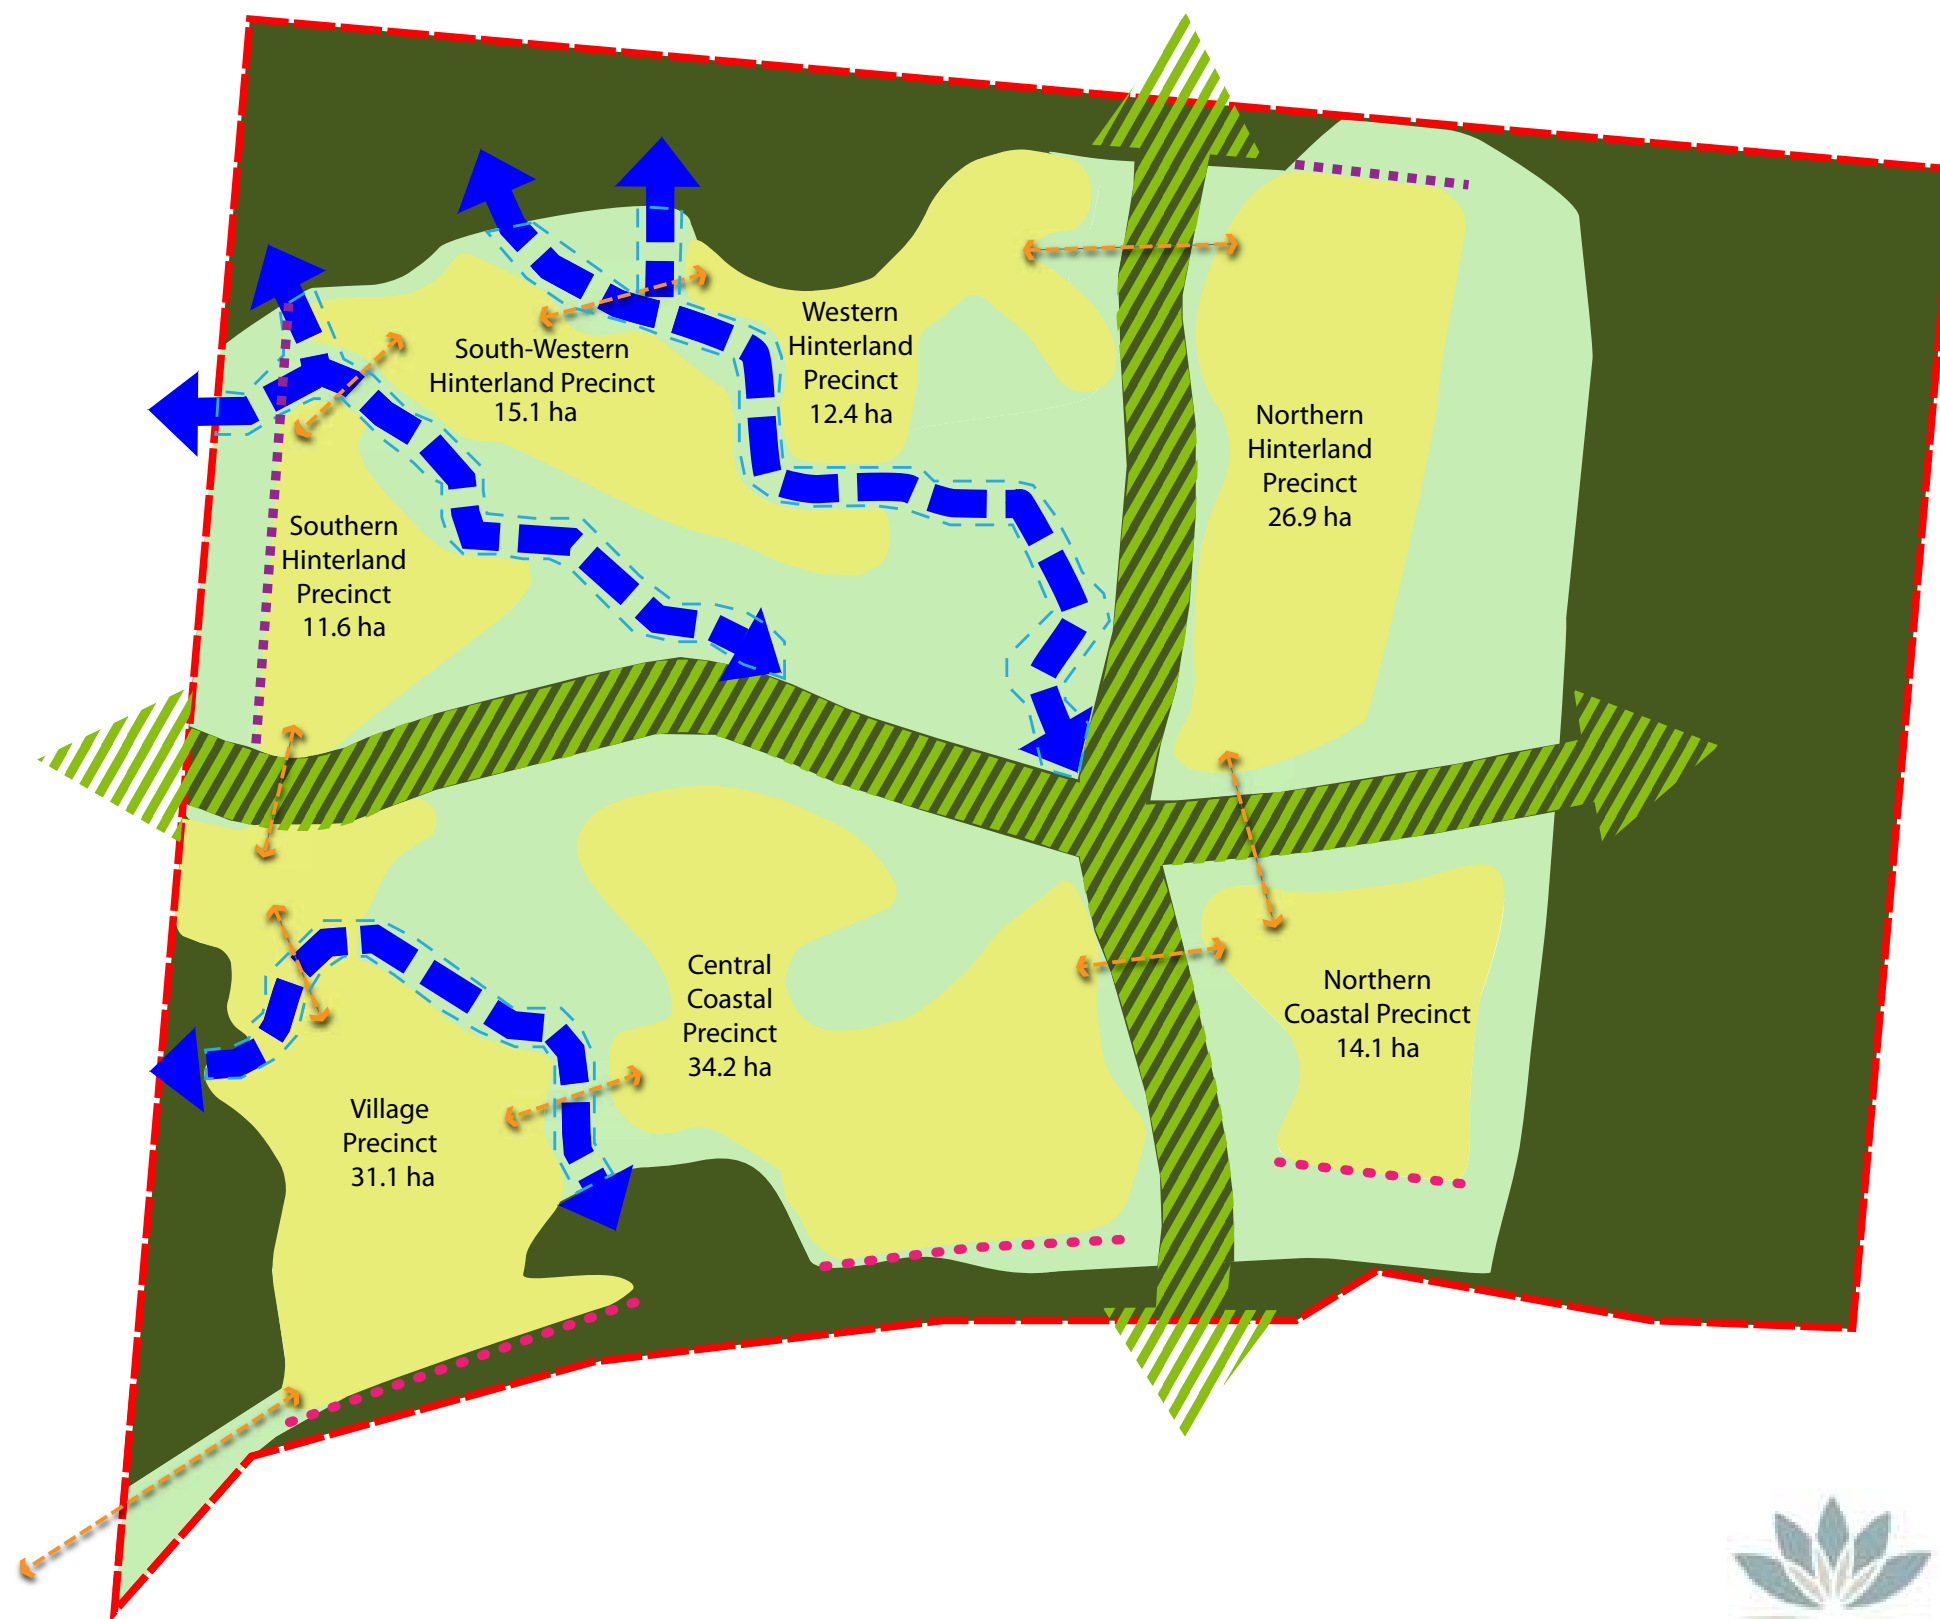 Western
Hinterland
Precinct
12.4 ha
South-Western
Hinterland Precinct
15.1 ha
Northern
Hinterland
Precinct
26.9 ha
Southern
Hinterland
Precinct
11.6 ha
Central
Coastal
Precinct
34.2 ha
Northern
Coastal Precinct
14.1 ha
Village
Precinct
31.1 ha